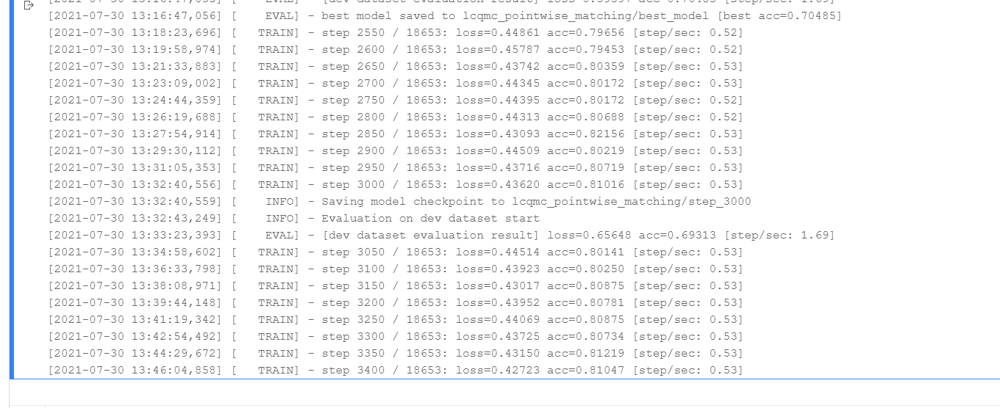 [2021-07-30 13:16:47,056] [    EVAL] - best model saved to lcqmc_pointwise_matching/best_model [best acc=0.70485]
[2021-07-30 13:18:23,696] [   TRAIN] - step 2550 / 18653: loss=0.44861 acc=0.79656 [step/sec: 0.52]
[2021-07-30 13:19:58,974] [   TRAIN] - step 2600 / 18653: loss=0.45787 acc=0.79453 [step/sec: 0.52]
[2021-07-30 13:21:33,883] [   TRAIN] - step 2650 / 18653: loss=0.43742 acc=0.80359 [step/sec: 0.53]
[2021-07-30 13:23:09,002] [   TRAIN] - step 2700 / 18653: loss=0.44345 acc=0.80172 [step/sec: 0.53]
[2021-07-30 13:24:44,359] [   TRAIN] - step 2750 / 18653: loss=0.44395 acc=0.80172 [step/sec: 0.52]
[2021-07-30 13:26:19,688] [   TRAIN] - step 2800 / 18653: loss=0.44313 acc=0.80688 [step/sec: 0.52]
[2021-07-30 13:27:54,914] [   TRAIN] - step 2850 / 18653: loss=0.43093 acc=0.82156 [step/sec: 0.53]
[2021-07-30 13:29:30,112] [   TRAIN] - step 2900 / 18653: loss=0.44509 acc=0.80219 [step/sec: 0.53]
[2021-07-30 13:31:05,353] [   TRAIN] - step 2950 / 18653: loss=0.43716 acc=0.80719 [step/sec: 0.53]
[2021-07-30 13:32:40,556] [   TRAIN] - step 3000 / 18653: loss=0.43620 acc=0.81016 [step/sec: 0.53]
[2021-07-30 13:32:40,559] [    INFO] - Saving model checkpoint to lcqmc_pointwise_matching/step_3000
[2021-07-30 13:32:43,249] [    INFO] - Evaluation on dev dataset start
[2021-07-30 13:33:23,393] [    EVAL] - [dev dataset evaluation result] loss=0.65648 acc=0.69313 [step/sec: 1.69]
[2021-07-30 13:34:58,602] [   TRAIN] - step 3050 / 18653: loss=0.44514 acc=0.80141 [step/sec: 0.53]
[2021-07-30 13:36:33,798] [   TRAIN] - step 3100 / 18653: loss=0.43923 acc=0.80250 [step/sec: 0.53]
[2021-07-30 13:38:08,971] [   TRAIN] - step 3150 / 18653: loss=0.43017 acc=0.80875 [step/sec: 0.53]
[2021-07-30 13:39:44,148] [   TRAIN] - step 3200 / 18653: loss=0.43952 acc=0.80781 [step/sec: 0.53]
[2021-07-30 13:41:19,342] [   TRAIN] - step 3250 / 18653: loss=0.44069 acc=0.80875 [step/sec: 0.53]
[2021-07-30 13:42:54,492] [   TRAIN] - step 3300 / 18653: loss=0.43725 acc=0.80734 [step/sec: 0.53]
[2021-07-30 13:44:29,672] [   TRAIN] - step 3350 / 18653: loss=0.43150 acc=0.81219 [step/sec: 0.53]
[2021-07-30 13:46:04,858] [   TRAIN] - step 3400 / 18653: loss=0.42723 acc=0.81047 [step/sec: 0.53]